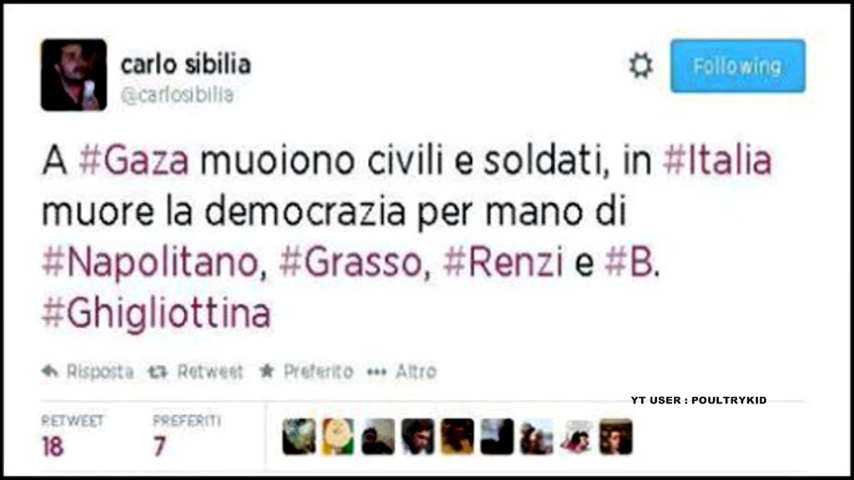 carlo sibilia
@carlosibilia
Following
A #Gaza muoiono civili e soldati, in #Italia
muore la democrazia per mano di
#Napolitano, #Grasso, #Renzi e #B.
#Ghigliottina
Risposta Retweet Preferito Altro
YT USER : POULTRYKID
RETWEET PREFERITI
18 7